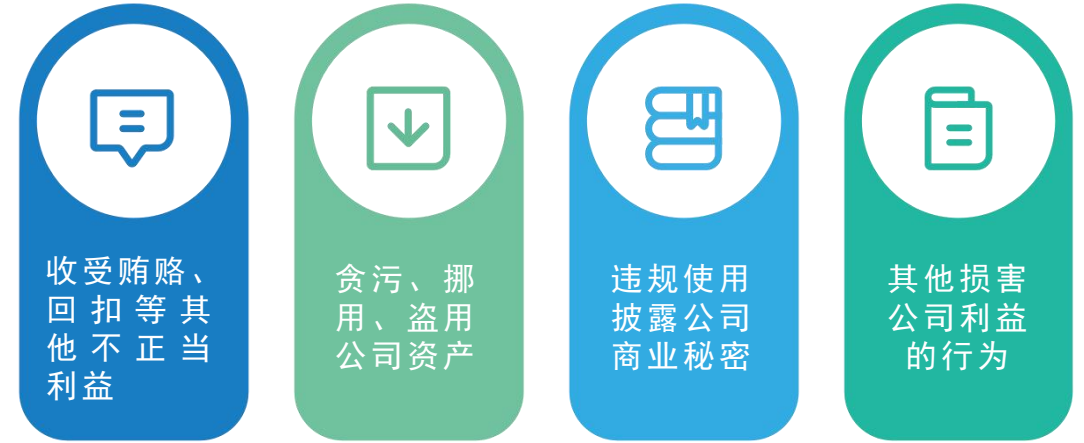 收受贿赂、
回扣等其
他不正当
利益
贪污、挪
用、盗用
公司资产
违规使用
披露公司
商业秘密
其他损害
公司利益
的行为